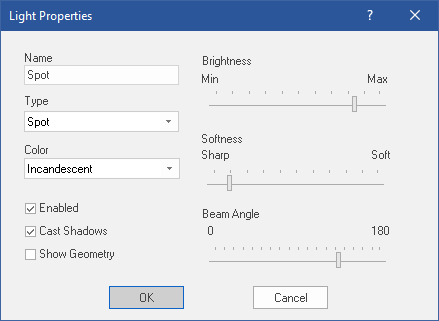 Light Properties ? ×
Name
Spot
Type
Spot
Color
Incandescent
Enabled
Cast Shadows
Show Geometry
Brightness
Min Max
Softness
Sharp Soft
Beam Angle
0 180
OK Cancel